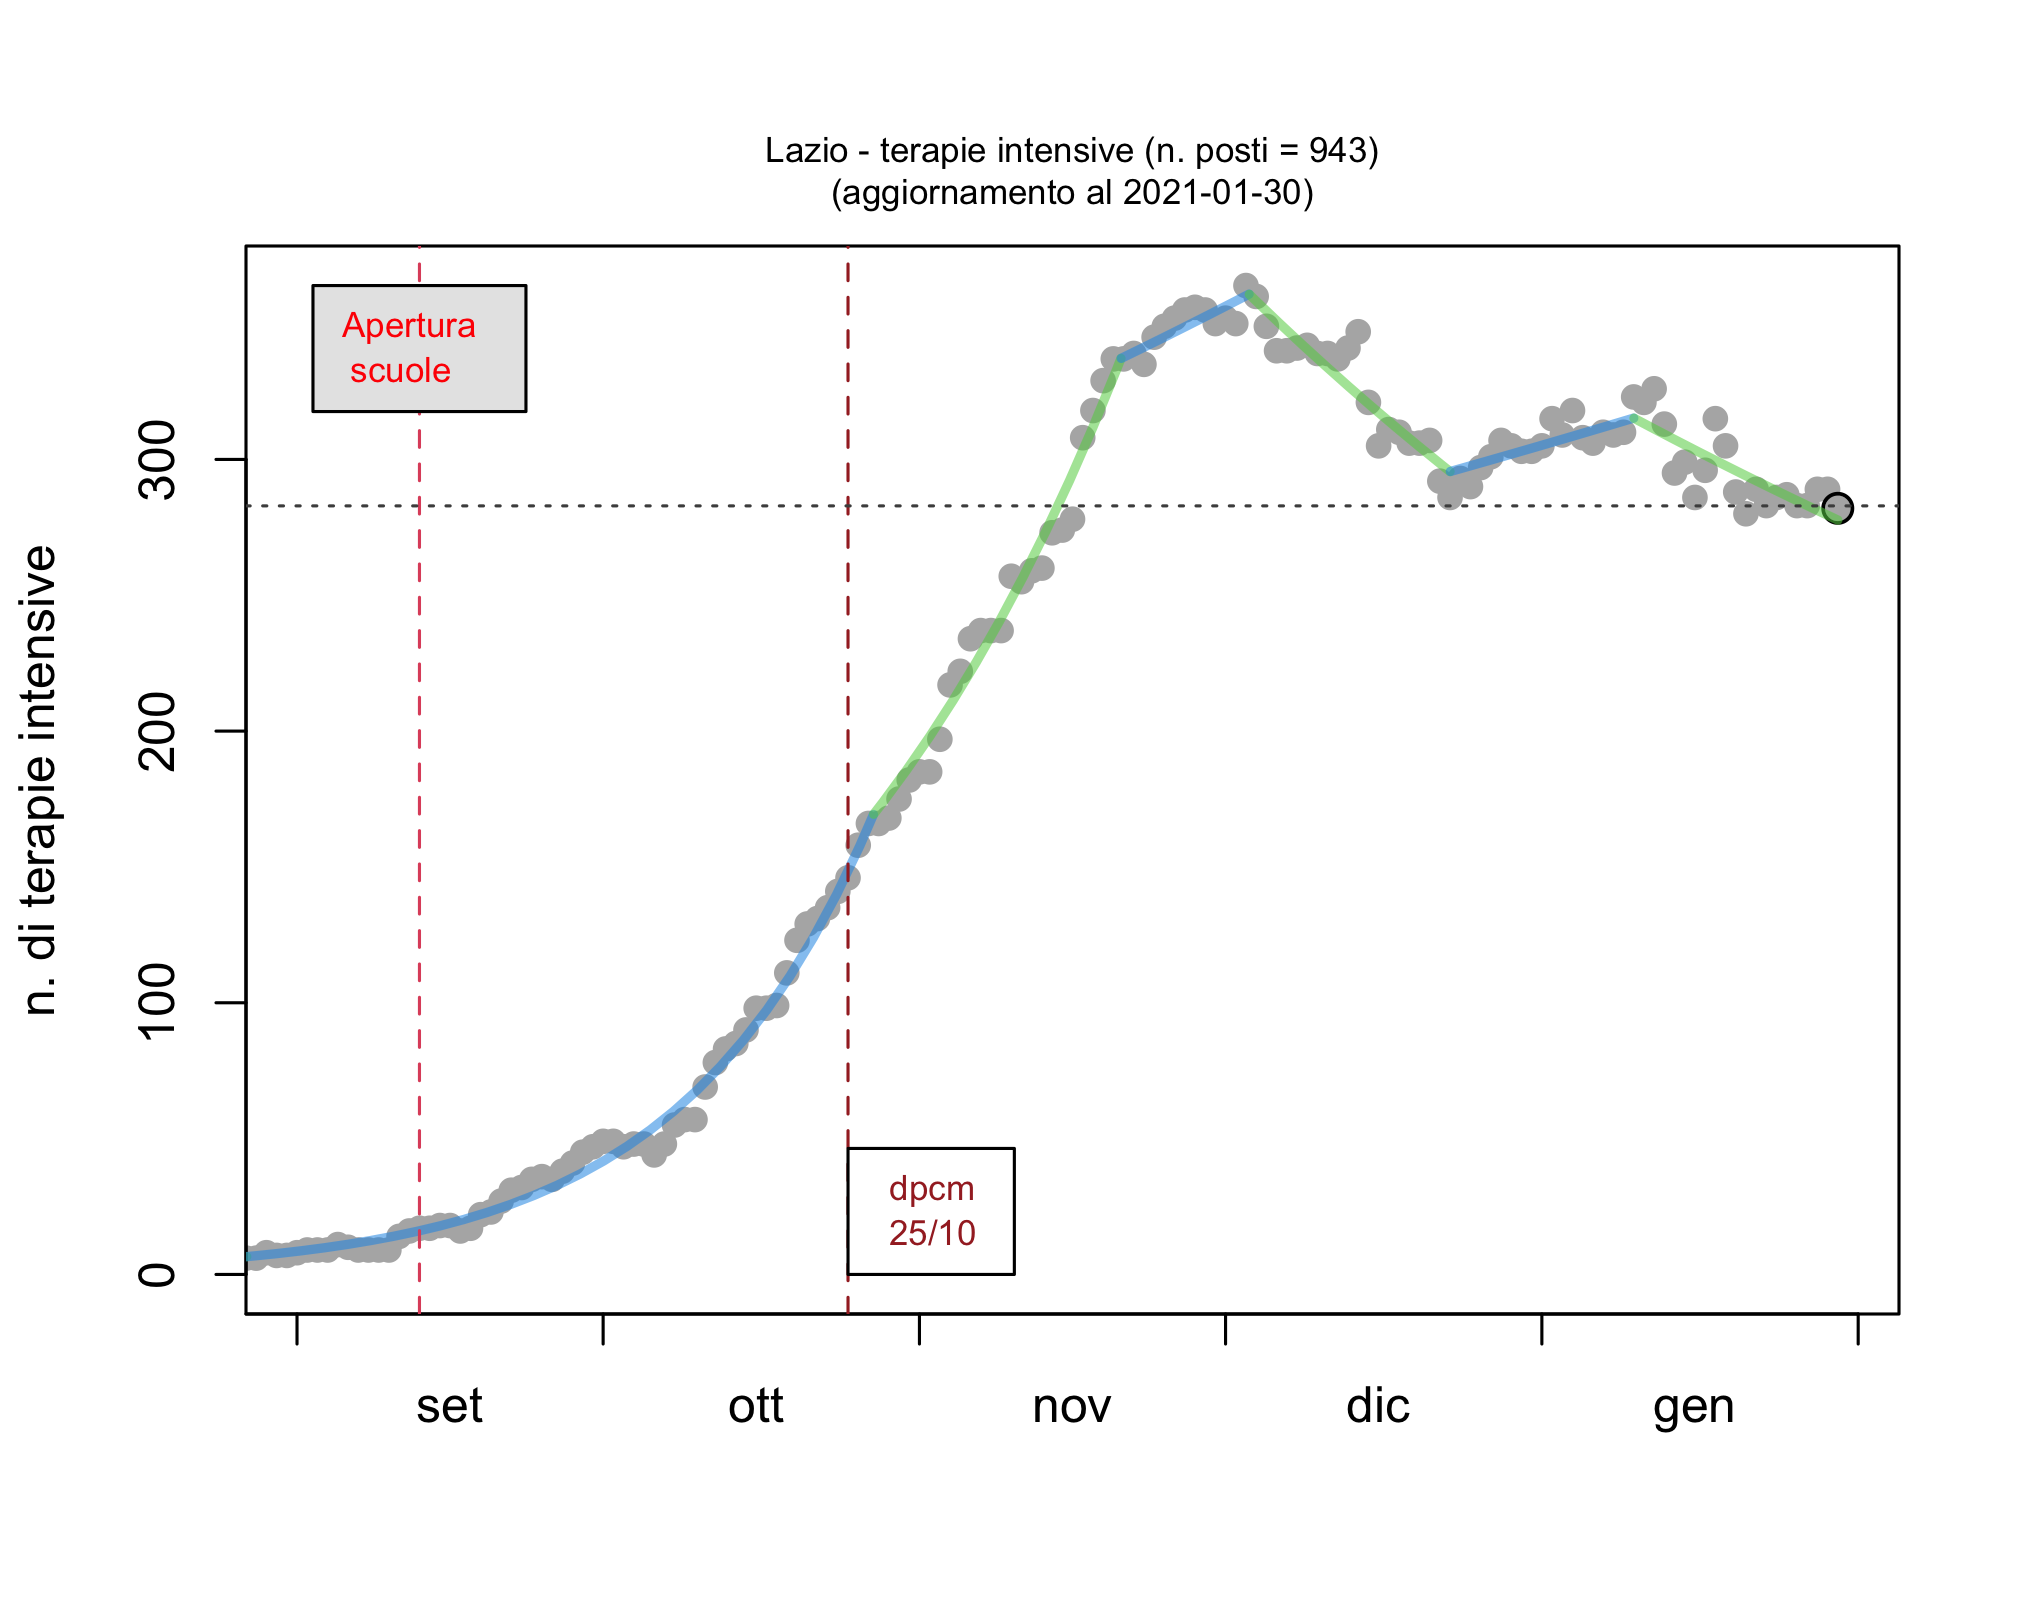 Lazio - terapie intensive (n. posti = 943)
(aggiornamento al 2021-01-30)
Apertura
scuole
n. di terapie intensive
300
200
100
0
dpcm
25/10
set
ott
nov
dic
gen